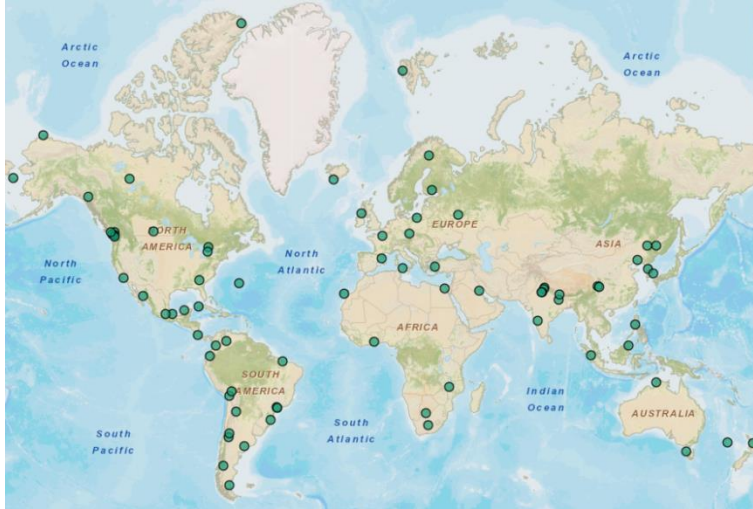 Arctic
Ocean
Arctic
Ocean
NORTH
AMERICA
EUROPE
ASIA
North
Pacific
North
Atlantic
AFRICA
SOUTH
AMERICA
Indian
Ocean
AUSTRALIA
South
Pacific
South
Atlantic